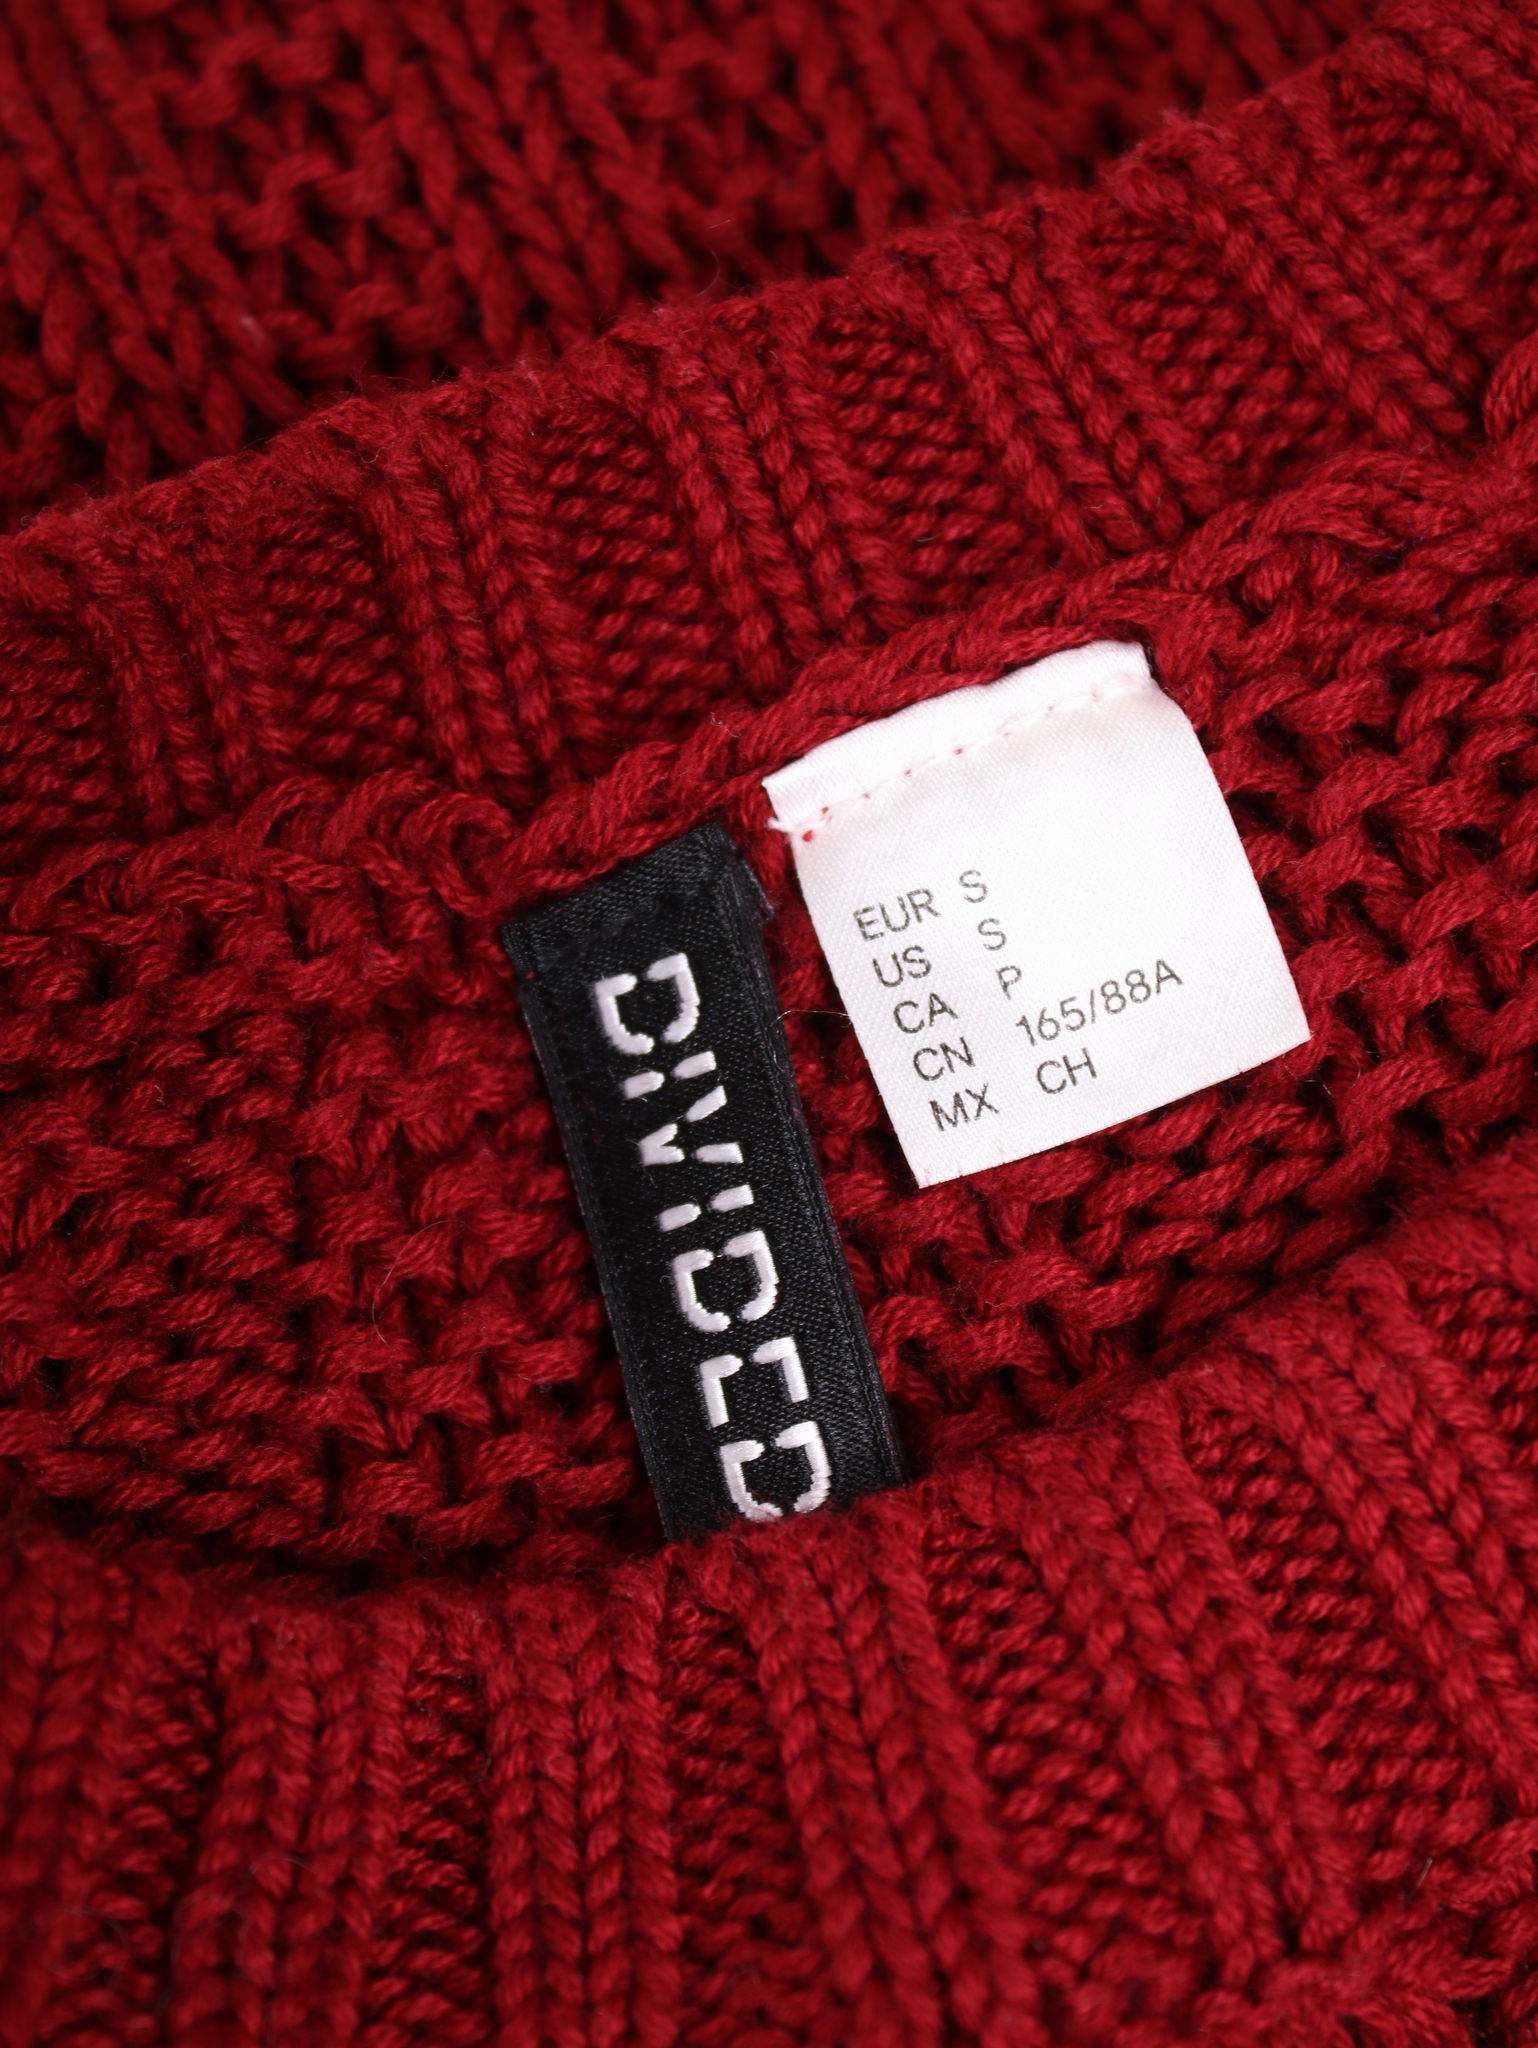 DIVIDED
EUR S
US S
CA P
CN 165/88A
MX CH